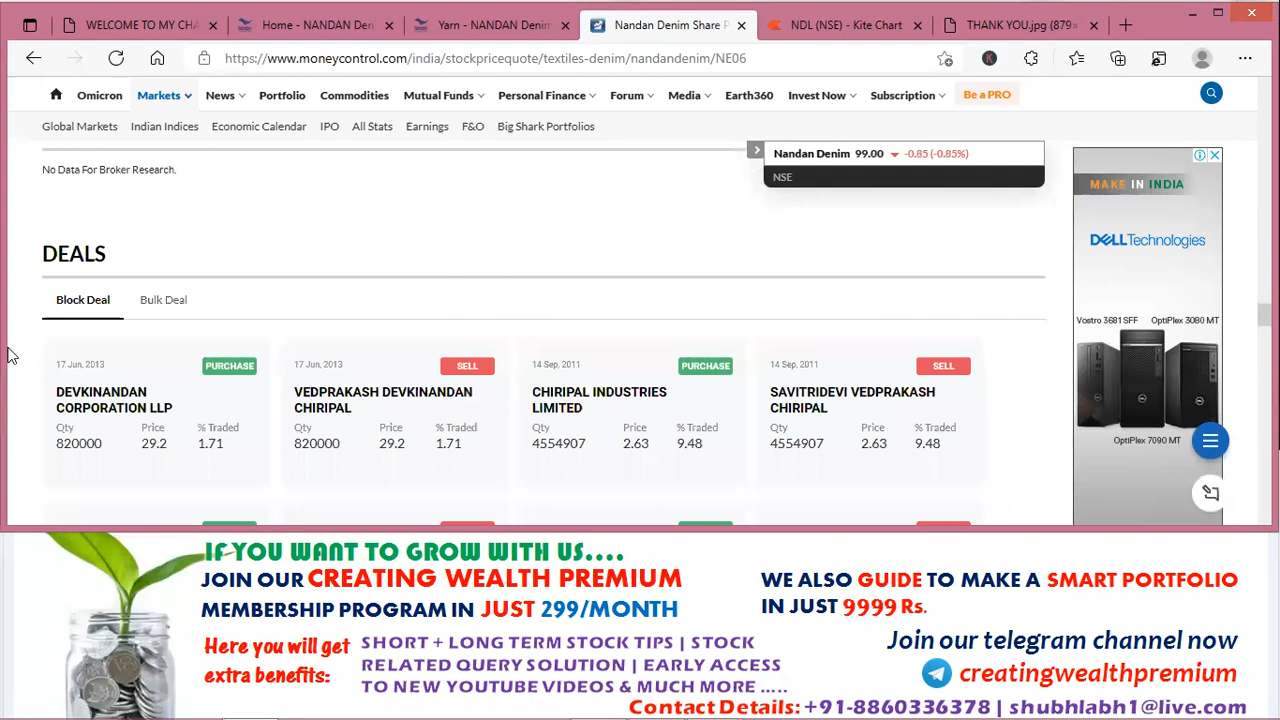 WELCOME TO MY CHA
Home - NANDAN Den
Yarn - NANDAN Denim
Nandan Denim Share P
NDL (NSE) - Kite Chart
THANK YOU.jpg (879×
https://www.moneycontrol.com/india/stockpricequote/textiles-denim/nandandenim/NE06
K
Omicron Markets News Portfolio Commodities Mutual Funds Personal Finance Forum Media Earth360 Invest Now Subscription Be a PRO
Global Markets Indian Indices Economic Calendar IPO All Stats Earnings F&O Big Shark Portfolios
No Data For Broker Research.
Nandan Denim 99.00 -0.85 (-0.85%)
NSE
DEALS
Block Deal Bulk Deal
17 Jun, 2013 PURCHASE
DEVKINANDAN
CORPORATION LLP
Qty Price % Traded
820000 29.2 1.71
17 Jun, 2013 SELL
VEDPRAKASH DEVKINANDAN
CHIRIPAL
Qty Price % Traded
820000 29.2 1.71
14 Sep, 2011 PURCHASE
CHIRIPAL INDUSTRIES
LIMITED
Qty Price % Traded
4554907 2.63 9.48
14 Sep, 2011 SELL
SAVITRIDEVI VEDPRAKASH
CHIRIPAL
Qty Price % Traded
4554907 2.63 9.48
MAKE IN INDIA
DELLTechnologies
Vostro 3681 SFF OptiPlex 3080 MT
OptiPlex 7090 MT
IF YOU WANT TO GROW WITH US....
JOIN OUR CREATING WEALTH PREMIUM
MEMBERSHIP PROGRAM IN JUST 299/MONTH
Here you will get
extra benefits:
SHORT + LONG TERM STOCK TIPS | STOCK
RELATED QUERY SOLUTION | EARLY ACCESS
TO NEW YOUTUBE VIDEOS & MUCH MORE .....
WE ALSO GUIDE TO MAKE A SMART PORTFOLIO
IN JUST 9999 Rs.
Join our telegram channel now
creatingwealthpremium
Contact Details: +91-8860336378 | shubhlabh1@live.com